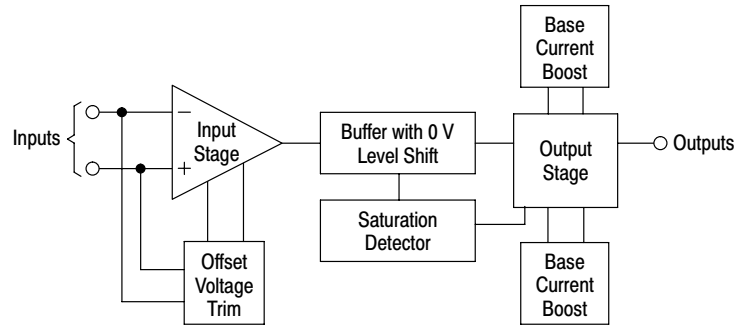 Base
Current
Boost
Inputs
−
+
Input
Stage
Buffer with 0 V
Level Shift
Output
Stage
Outputs
Saturation
Detector
Offset
Voltage
Trim
Base
Current
Boost